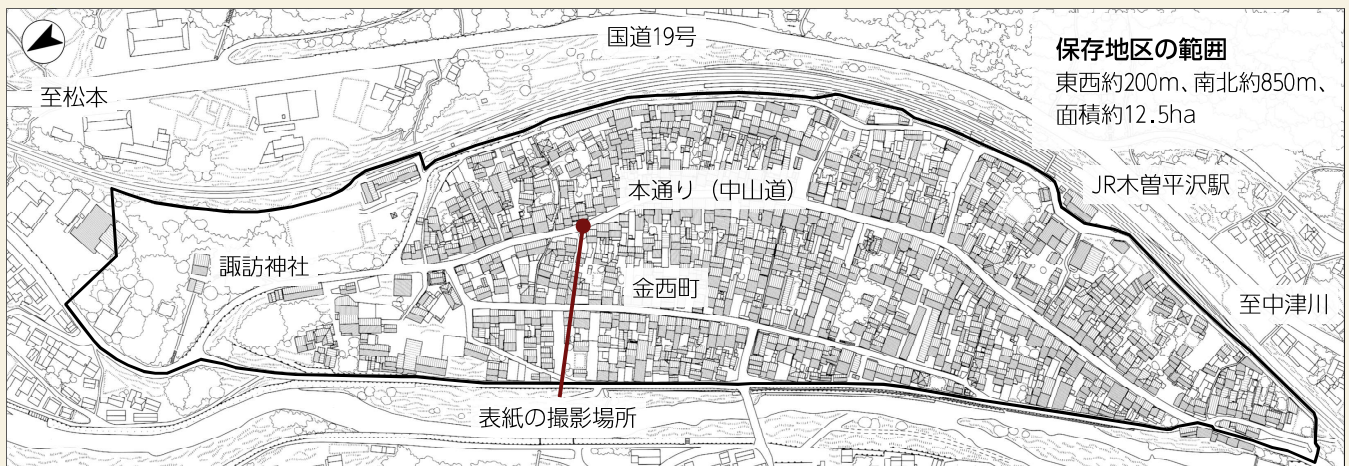 国道19号
保存地区の範囲
東西約200m、南北約850m、
面積約12.5ha
至松本
JR木曽平沢駅
本通り（中山道）
諏訪神社
金西町
至中津川
表紙の撮影場所